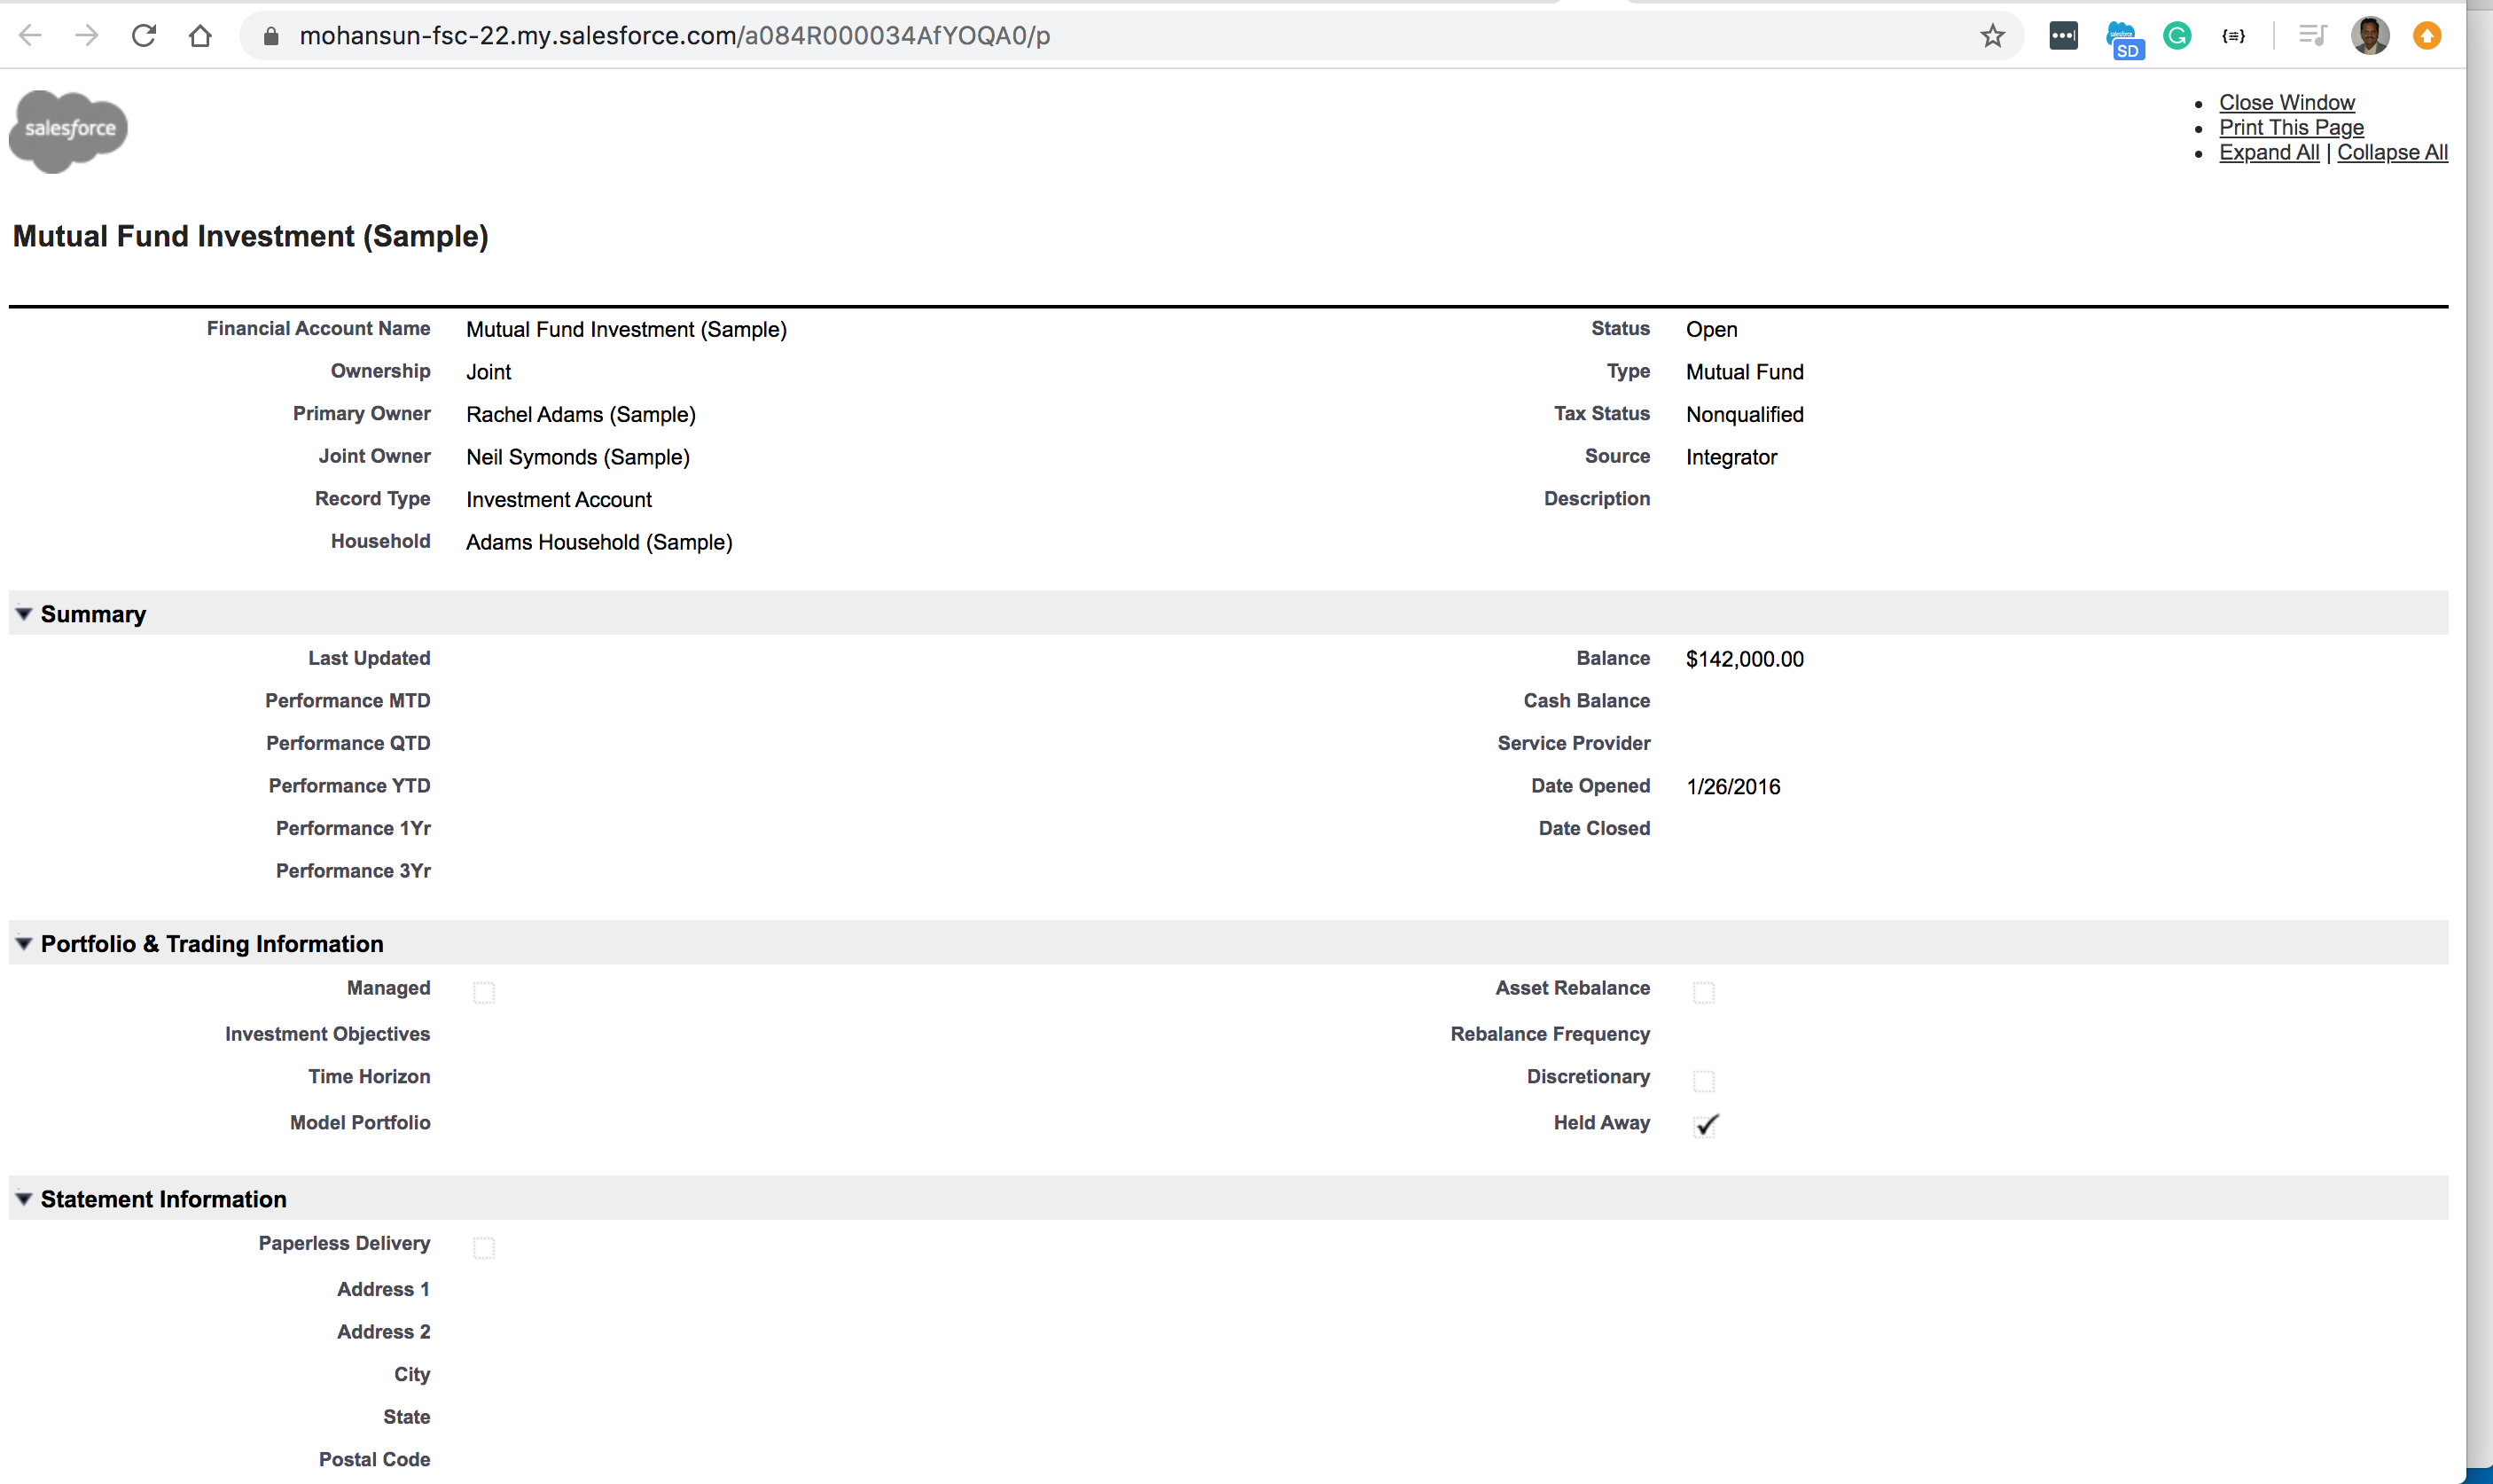 mohansun-fsc-22.my.salesforce.com/a084R000034AfYOQA0/p
SD
salesforce
Close Window
Print This Page
Expand All | Collapse All
Mutual Fund Investment (Sample)
Financial Account Name Mutual Fund Investment (Sample) Status Open
Ownership Joint Type Mutual Fund
Primary Owner Rachel Adams (Sample) Tax Status Nonqualified
Joint Owner Neil Symonds (Sample) Source Integrator
Record Type Investment Account Description
Household Adams Household (Sample)
Summary
Last Updated Balance $142,000.00
Performance MTD Cash Balance
Performance QTD Service Provider
Performance YTD Date Opened 1/26/2016
Performance 1Yr Date Closed
Performance 3Yr
Portfolio & Trading Information
Managed Asset Rebalance
Investment Objectives Rebalance Frequency
Time Horizon Discretionary
Model Portfolio Held Away
Statement Information
Paperless Delivery
Address 1
Address 2
City
State
Postal Code